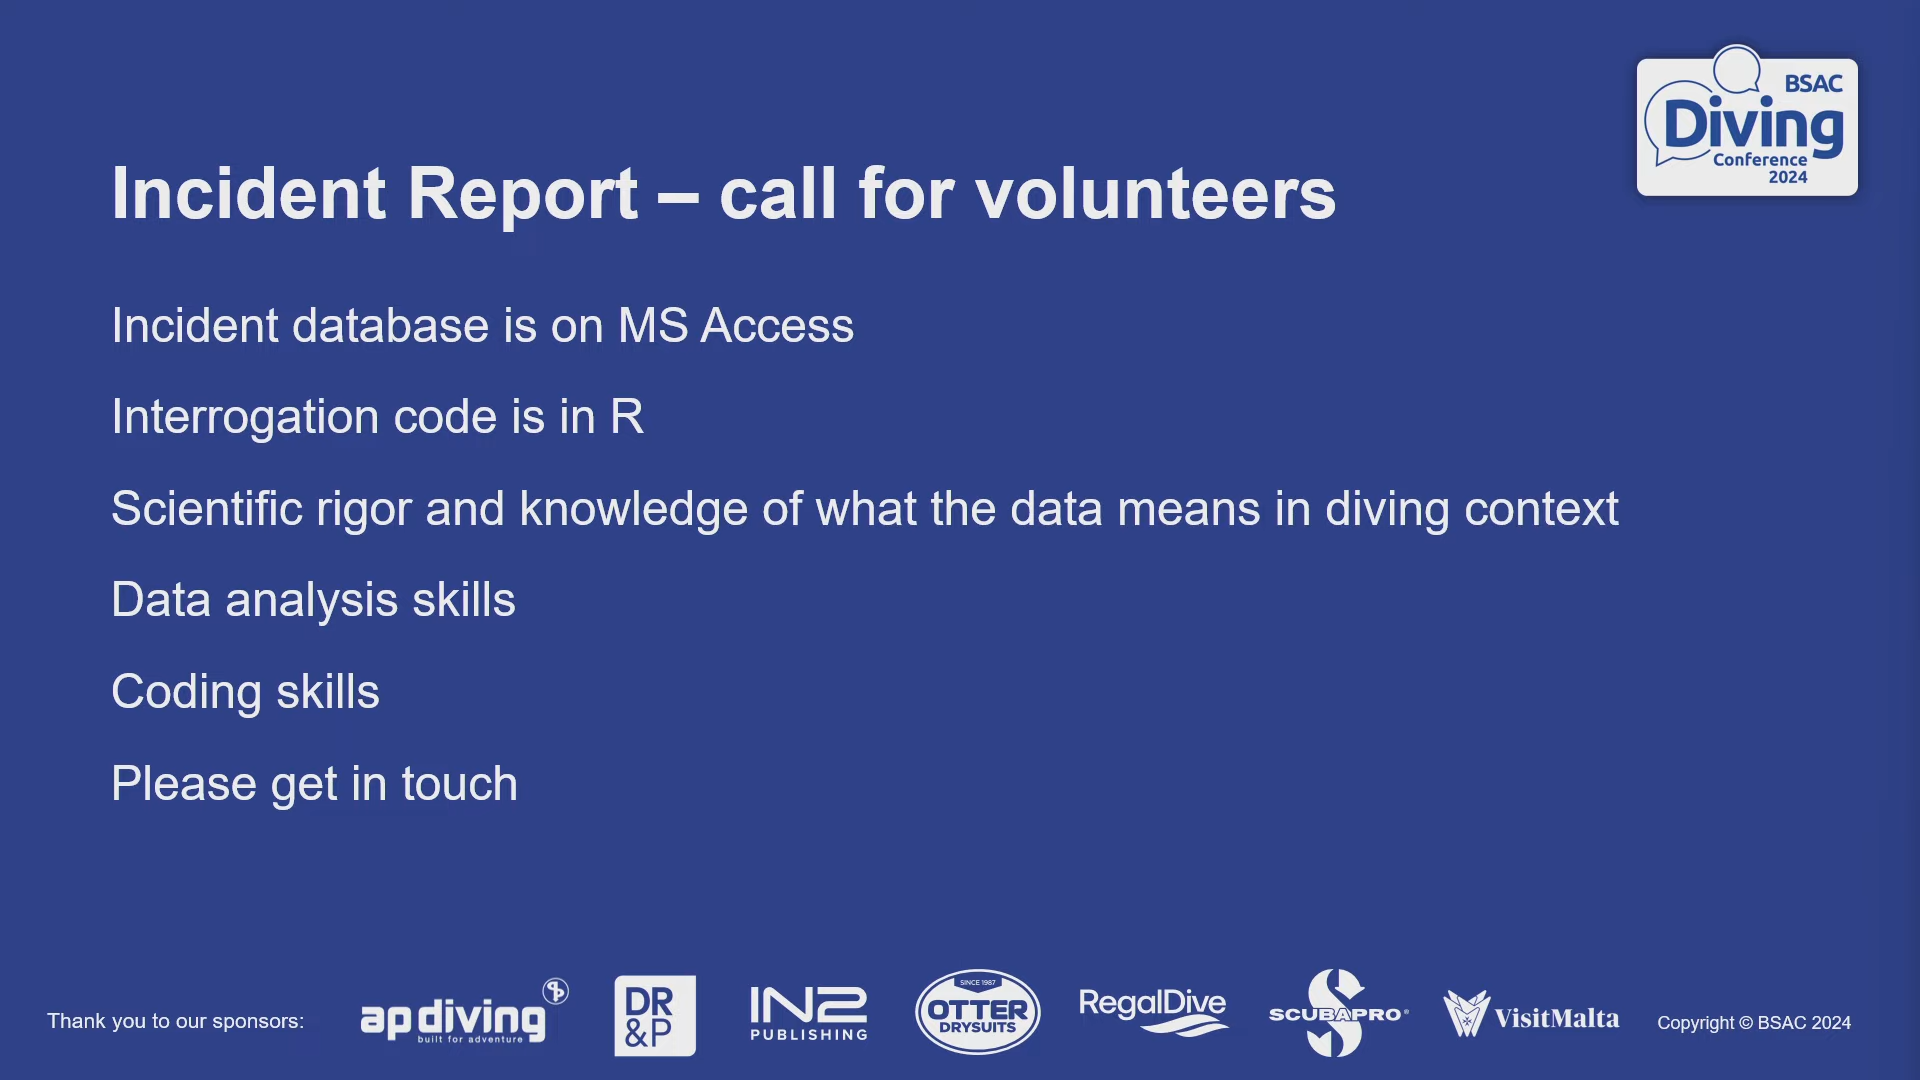 BSAC
Diving
Conference
2024
Incident Report – call for volunteers
Incident database is on MS Access
Interrogation code is in R
Scientific rigor and knowledge of what the data means in diving context
Data analysis skills
Coding skills
Please get in touch
Thank you to our sponsors:
ap diving
built for adventure
DR
&P
IN2
PUBLISHING
SINCE 1987
OTTER
DRYSUITS
RegalDive
SCUBAPRO®
VisitMalta
Copyright © BSAC 2024